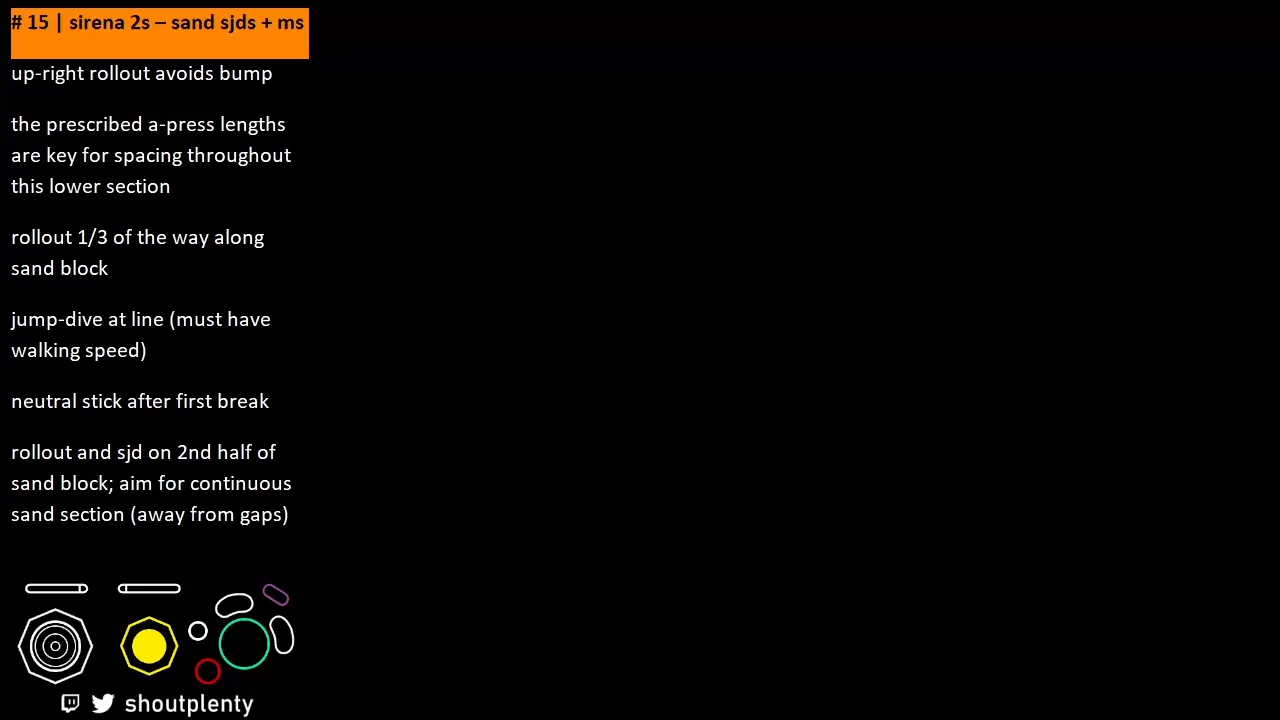 # 15 | sirena 2s – sand sjds + ms
up-right rollout avoids bump
the prescribed a-press lengths
are key for spacing throughout
this lower section
rollout 1/3 of the way along
sand block
jump-dive at line (must have
walking speed)
neutral stick after first break
rollout and sjd on 2nd half of
sand block; aim for continuous
sand section (away from gaps)
shoutplenty